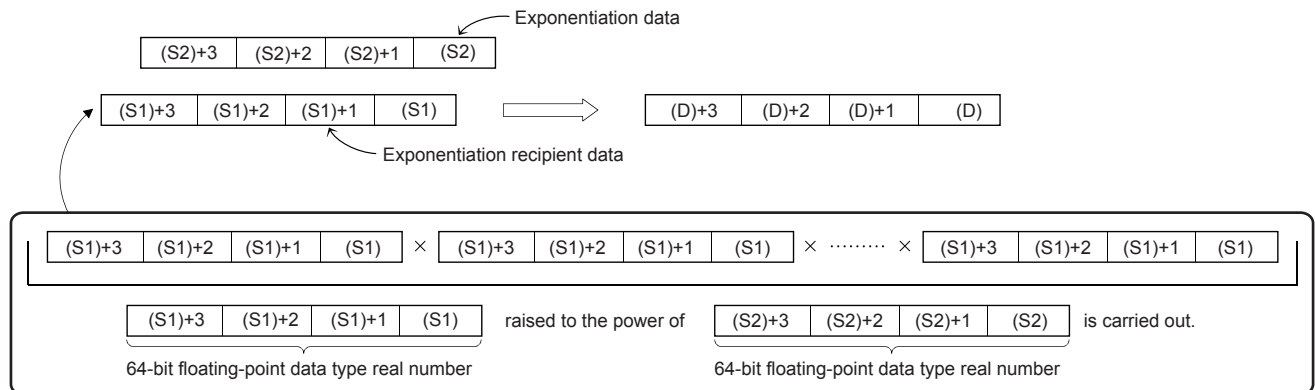 Exponentiation data
(S2)+3 (S2)+2 (S2)+1 (S2)
(S1)+3 (S1)+2 (S1)+1 (S1) (D)+3 (D)+2 (D)+1 (D)
Exponentiation recipient data
(S1)+3 (S1)+2 (S1)+1 (S1) × (S1)+3 (S1)+2 (S1)+1 (S1) × ········· × (S1)+3 (S1)+2 (S1)+1 (S1)
(S1)+3 (S1)+2 (S1)+1 (S1) raised to the power of (S2)+3 (S2)+2 (S2)+1 (S2) is carried out.
64-bit floating-point data type real number 64-bit floating-point data type real number